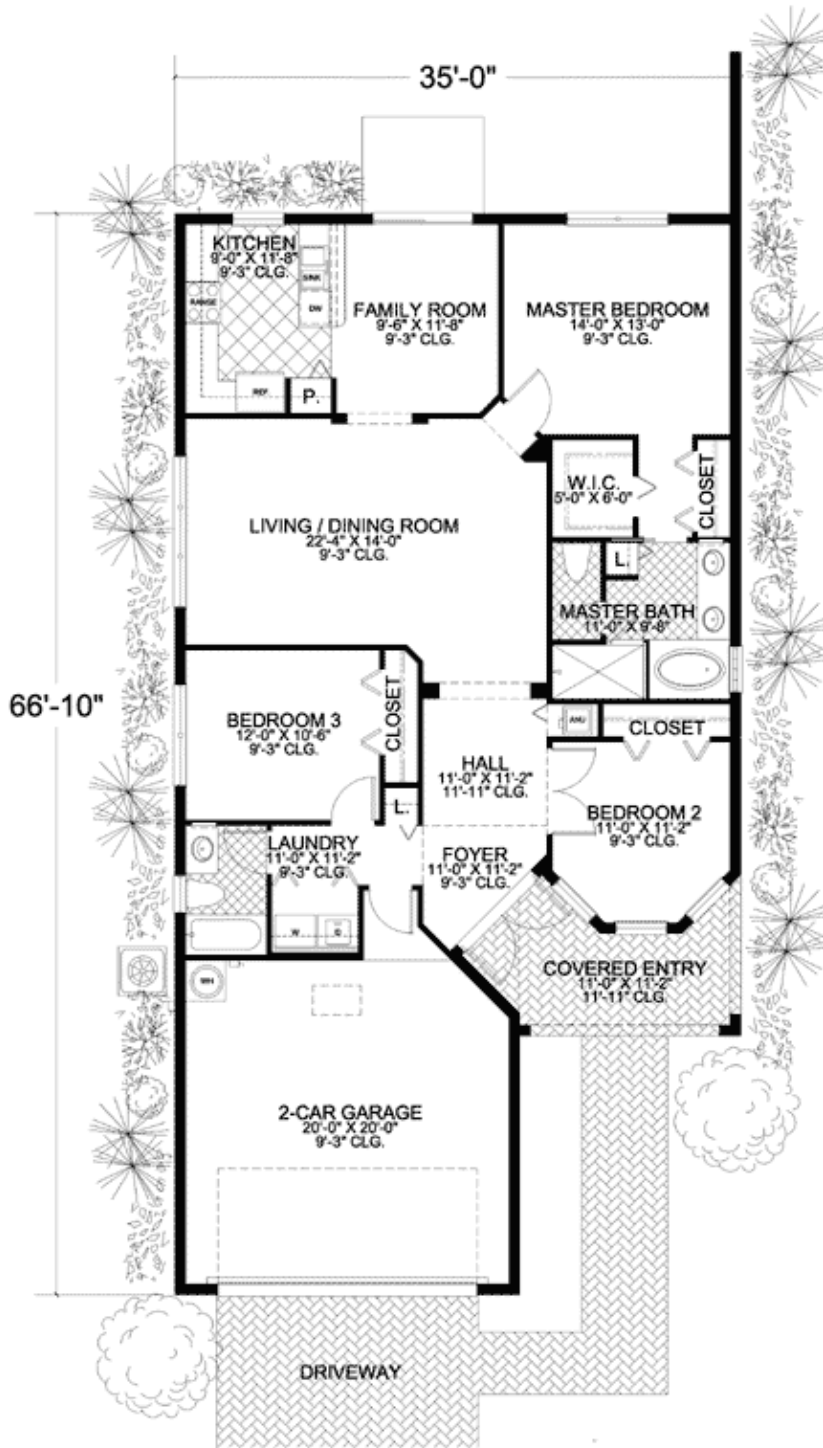 35'-0"
KITCHEN
9'-0" X 11'-8"
9'-3" CLG.
SINK
RANGE
DW
FAMILY ROOM
9'-6" X 11'-8"
9'-3" CLG.
MASTER BEDROOM
14'-0" X 13'-0"
9'-3" CLG.
REF.
P.
W.I.C.
5'-0" X 6'-0"
CLOSET
LIVING / DINING ROOM
22'-4" X 14'-0"
9'-3" CLG.
L.
MASTER BATH
11'-0" X 9'-8"
66'-10"
BEDROOM 3
12'-0" X 10'-6"
9'-3" CLG.
CLOSET
AHU
CLOSET
HALL
11'-0" X 11'-2"
11'-11" CLG.
BEDROOM 2
11'-0" X 11'-2"
9'-3" CLG.
L.
LAUNDRY
11'-0" X 11'-2"
9'-3" CLG.
FOYER
11'-0" X 11'-2"
9'-3" CLG.
W
D
WH
COVERED ENTRY
11'-0" X 11'-2"
11'-11" CLG.
2-CAR GARAGE
20'-0" X 20'-0"
9'-3" CLG.
DRIVEWAY